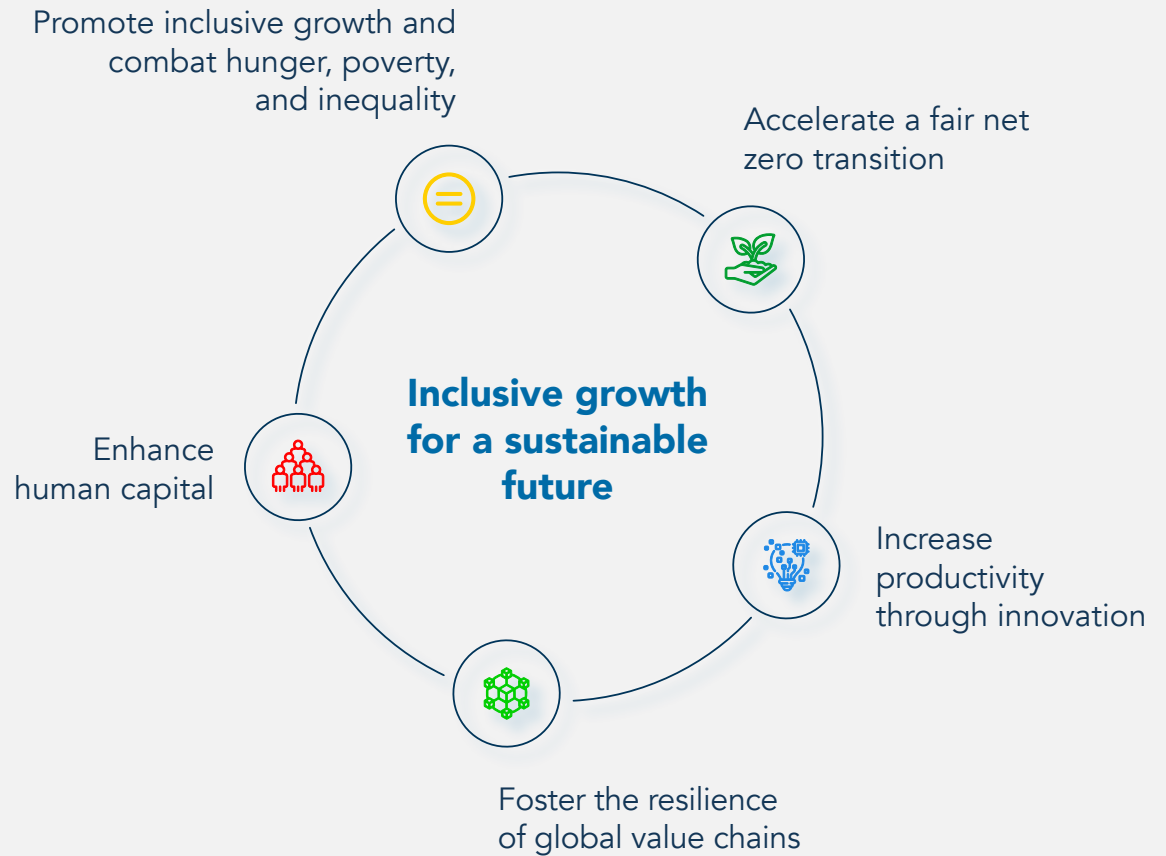 Promote inclusive growth and
combat hunger, poverty,
and inequality
Accelerate a fair net
zero transition
Inclusive growth
for a sustainable
future
Enhance
human capital
Increase
productivity
through innovation
Foster the resilience
of global value chains